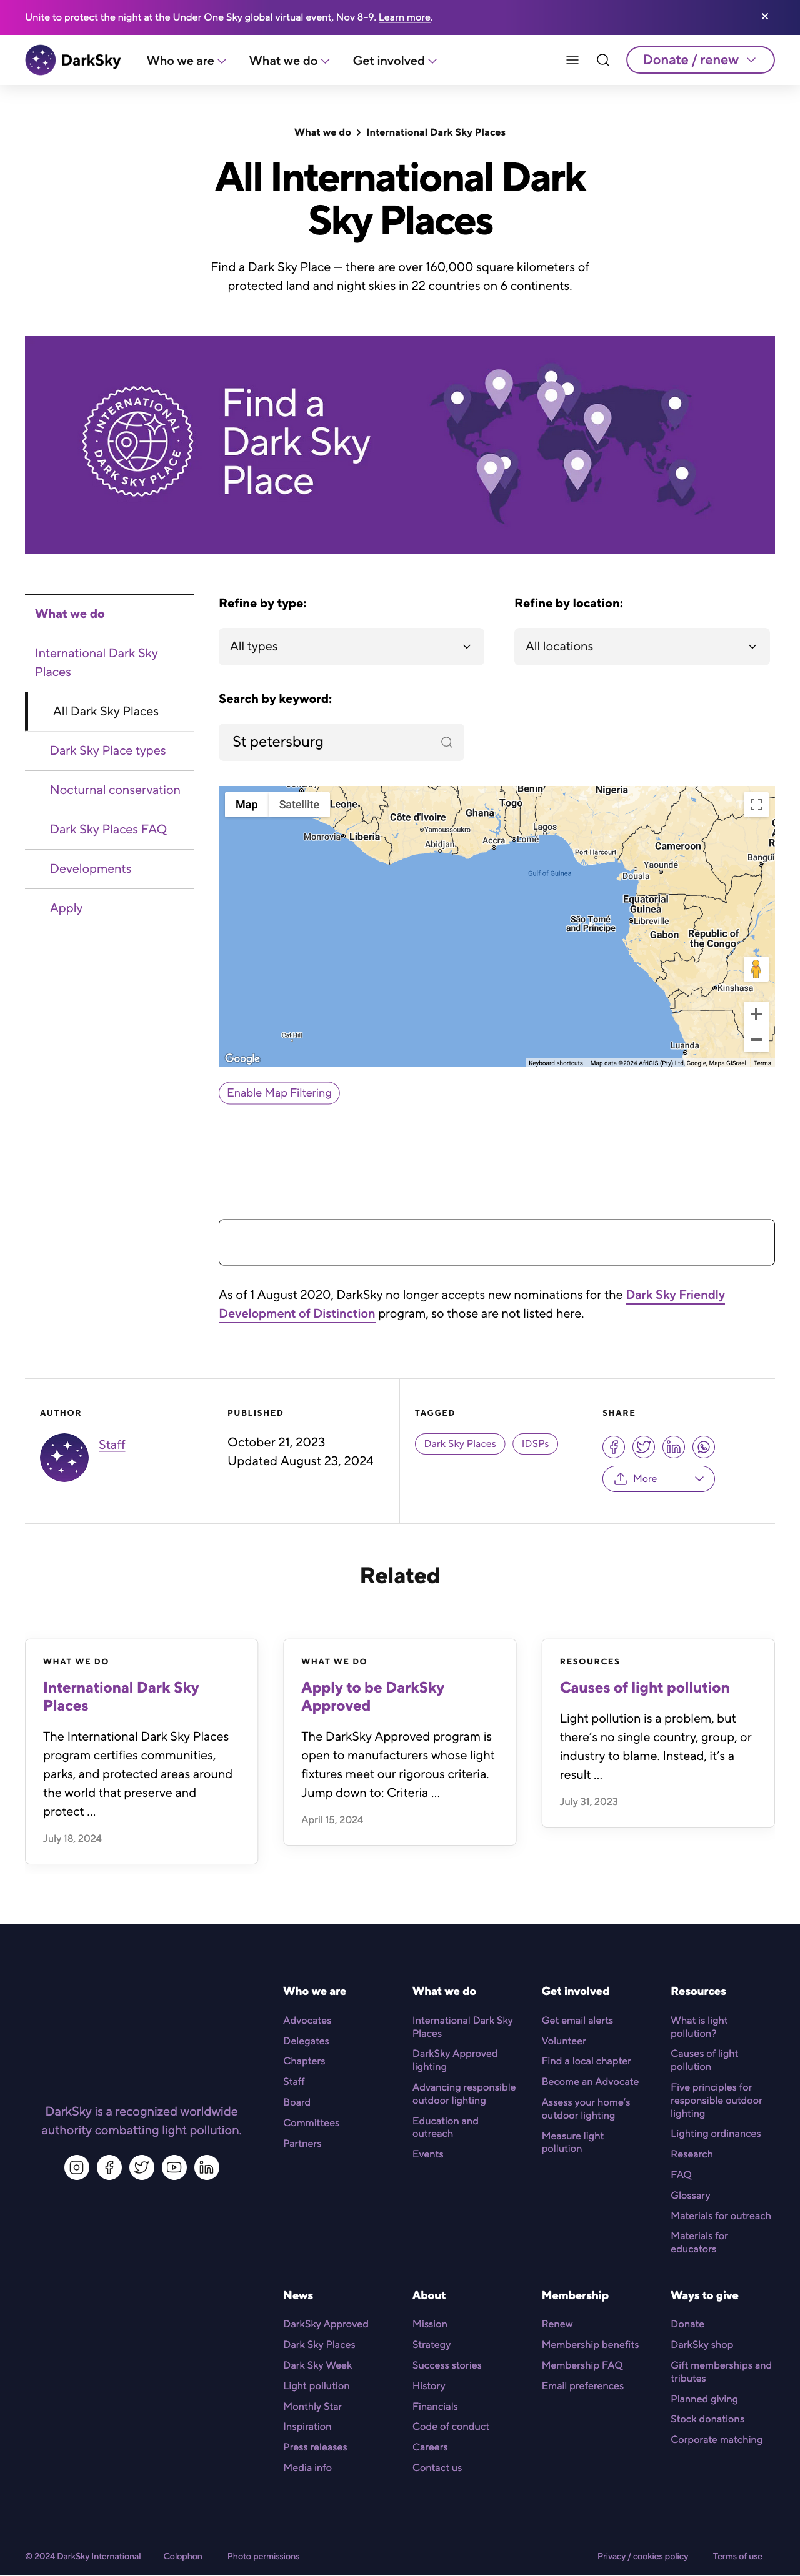 Unite to protect the night at the Under One Sky global virtual event, Nov 8-9. Learn more.
DarkSky
Who we are
What we do
Get involved
Donate / renew
What we do > International Dark Sky Places
All International Dark
Sky Places
Find a Dark Sky Place — there are over 160,000 square kilometers of
protected land and night skies in 22 countries on 6 continents.
INTERNATIONAL
DARK SKY PLACE
Find a
Dark Sky
Place
What we do
International Dark Sky
Places
All Dark Sky Places
Dark Sky Place types
Nocturnal conservation
Dark Sky Places FAQ
Developments
Apply
Refine by type:
All types
Refine by location:
All locations
Search by keyword:
St petersburg
Map
Satellite
Leone
Côte d'Ivoire
Ghana
Togo
Benin
Nigeria
Monrovia
Liberia
Yamoussoukro
Abidjan
Accra
Lomé
Lagos
Port Harcourt
Cameroon
Yaoundé
Douala
Bangui
Gulf of Guinea
Equatorial
Guinea
São Tomé
and Príncipe
Libreville
Gabon
Republic of
the Congo
Kinshasa
Luanda
Cat Hill
Google
Keyboard shortcuts
Map data ©2024 AfriGIS (Pty) Ltd, Google, Mapa GISrael
Terms
Enable Map Filtering
As of 1 August 2020, DarkSky no longer accepts new nominations for the Dark Sky Friendly
Development of Distinction program, so those are not listed here.
AUTHOR
Staff
PUBLISHED
October 21, 2023
Updated August 23, 2024
TAGGED
Dark Sky Places
IDSPs
SHARE
More
Related
WHAT WE DO
International Dark Sky
Places
The International Dark Sky Places
program certifies communities,
parks, and protected areas around
the world that preserve and
protect ...
July 18, 2024
WHAT WE DO
Apply to be DarkSky
Approved
The DarkSky Approved program is
open to manufacturers whose light
fixtures meet our rigorous criteria.
Jump down to: Criteria ...
April 15, 2024
RESOURCES
Causes of light pollution
Light pollution is a problem, but
there's no single country, group, or
industry to blame. Instead, it's a
result ...
July 31, 2023
DarkSky is a recognized worldwide
authority combatting light pollution.
Who we are
Advocates
Delegates
Chapters
Staff
Board
Committees
Partners
What we do
International Dark Sky
Places
DarkSky Approved
lighting
Advancing responsible
outdoor lighting
Education and
outreach
Events
Get involved
Get email alerts
Volunteer
Find a local chapter
Become an Advocate
Assess your home's
outdoor lighting
Measure light
pollution
Resources
What is light
pollution?
Causes of light
pollution
Five principles for
responsible outdoor
lighting
Lighting ordinances
Research
FAQ
Glossary
Materials for outreach
Materials for
educators
News
DarkSky Approved
Dark Sky Places
Dark Sky Week
Light pollution
Monthly Star
Inspiration
Press releases
Media info
About
Mission
Strategy
Success stories
History
Financials
Code of conduct
Careers
Contact us
Membership
Renew
Membership benefits
Membership FAQ
Email preferences
Ways to give
Donate
DarkSky shop
Gift memberships and
tributes
Planned giving
Stock donations
Corporate matching
© 2024 DarkSky International
Colophon
Photo permissions
Privacy / cookies policy
Terms of use